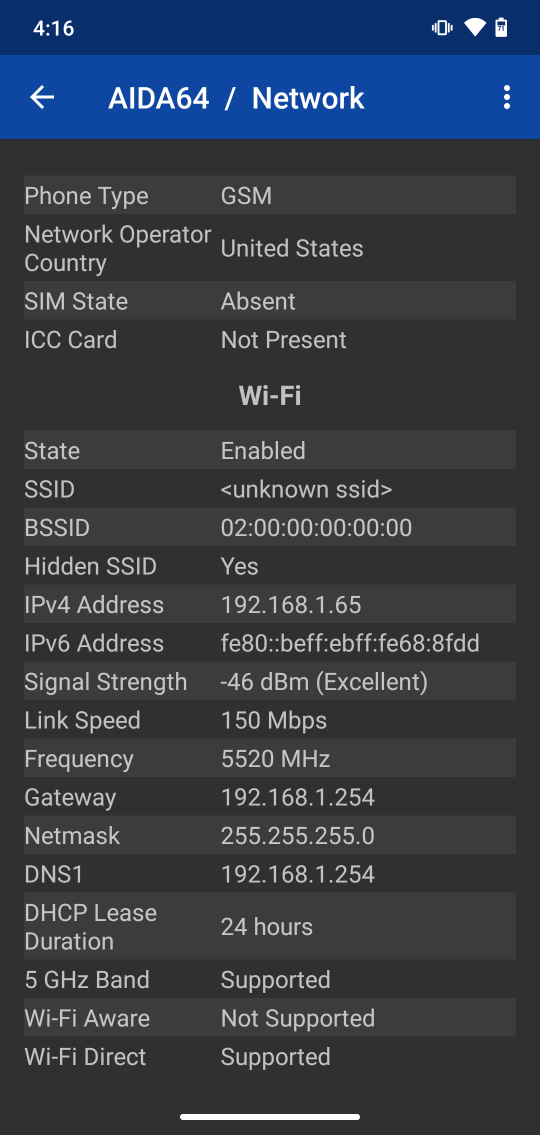 4:16
AIDA64 / Network
Phone Type GSM
Network Operator Country United States
SIM State Absent
ICC Card Not Present
Wi-Fi
State Enabled
SSID <unknown ssid>
BSSID 02:00:00:00:00:00
Hidden SSID Yes
IPv4 Address 192.168.1.65
IPv6 Address fe80::beff:ebff:fe68:8fdd
Signal Strength -46 dBm (Excellent)
Link Speed 150 Mbps
Frequency 5520 MHz
Gateway 192.168.1.254
Netmask 255.255.255.0
DNS1 192.168.1.254
DHCP Lease Duration 24 hours
5 GHz Band Supported
Wi-Fi Aware Not Supported
Wi-Fi Direct Supported